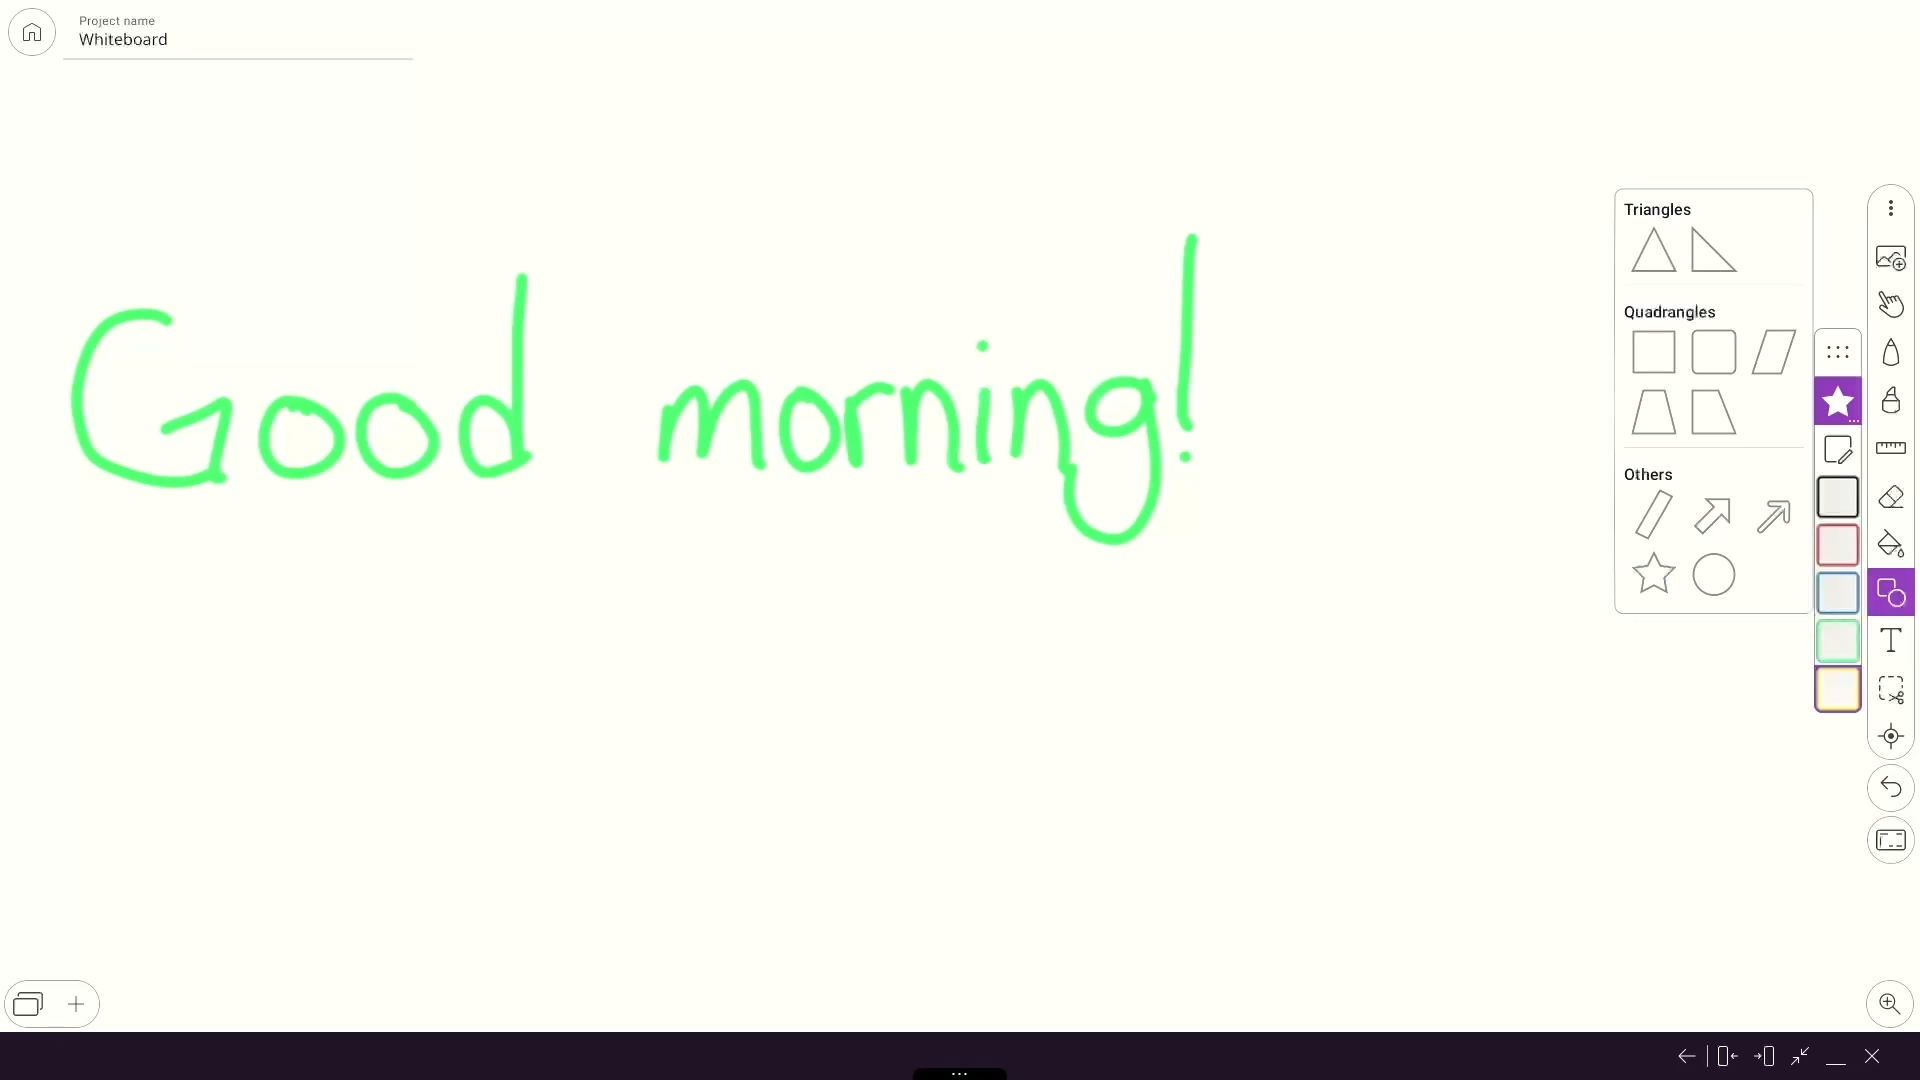 Project name
Whiteboard
Good morning!
Triangles
Quadrangles
Others